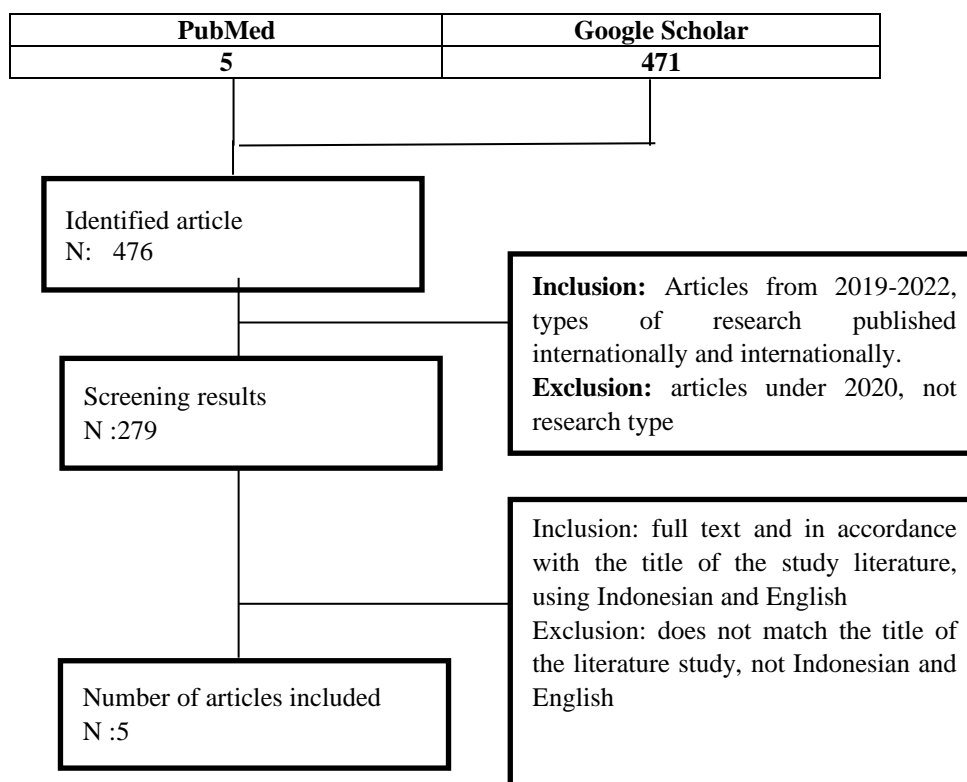 PubMed Google Scholar
5 471
Identified article
N: 476
Inclusion: Articles from 2019-2022,
types of research published
internationally and internationally.
Exclusion: articles under 2020, not
research type
Screening results
N :279
Inclusion: full text and in accordance
with the title of the study literature,
using Indonesian and English
Exclusion: does not match the title of
the literature study, not Indonesian and
English
Number of articles included
N :5